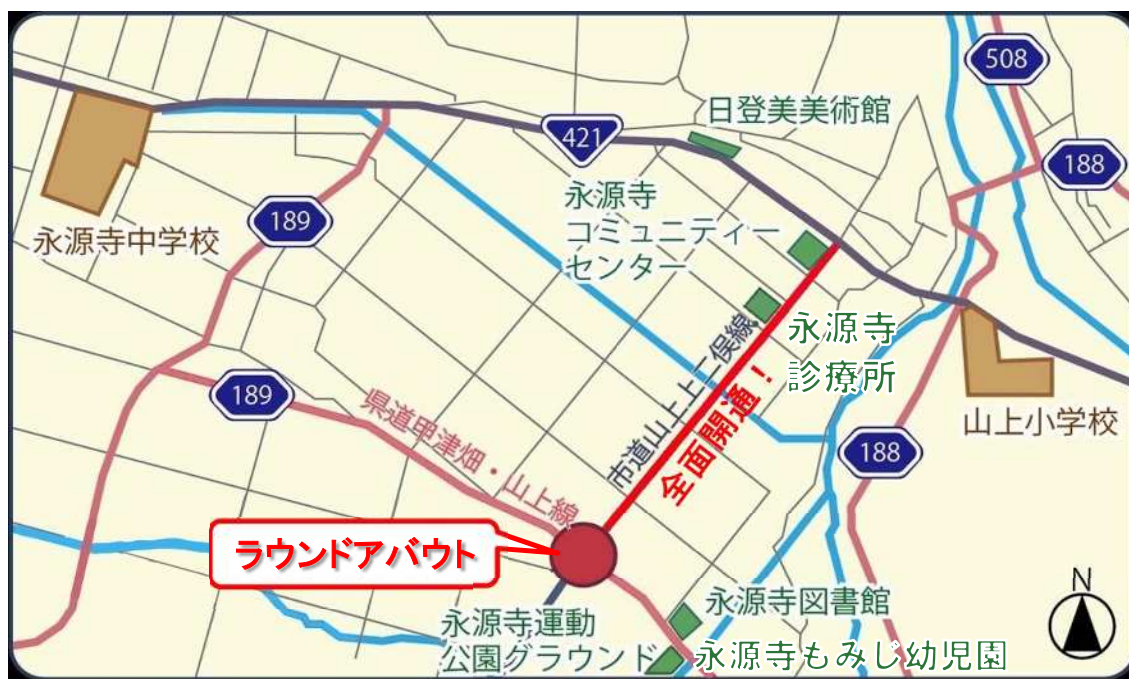 508
421
日登美美術館
188
永源寺
コミュニティー
センター
189
永源寺中学校
永源寺
診療所
市道山上上二俣線
全面開通！
189
県道甲津畑・山上線
山上小学校
188
ラウンドアバウト
N
永源寺図書館
永源寺運動
公園グラウンド
永源寺もみじ幼児園